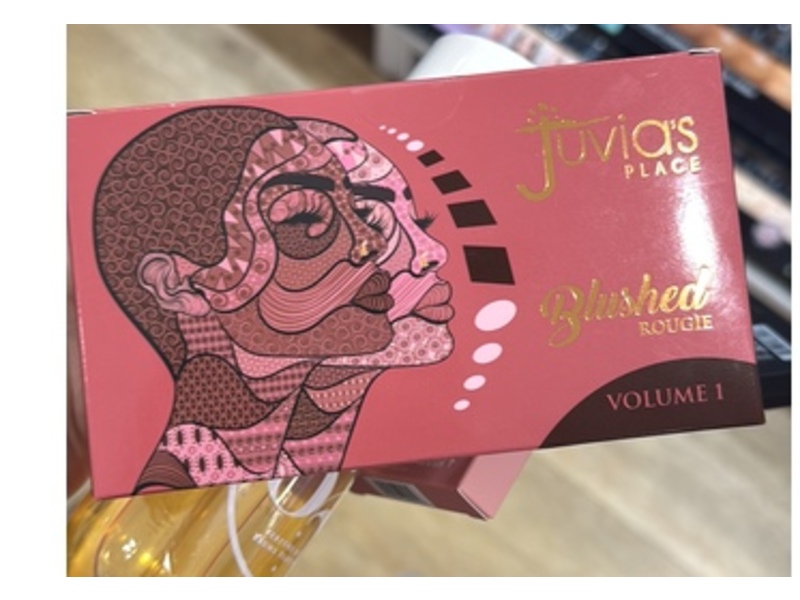 Juvia's
PLACE
Blushed
ROUGIE
VOLUME 1